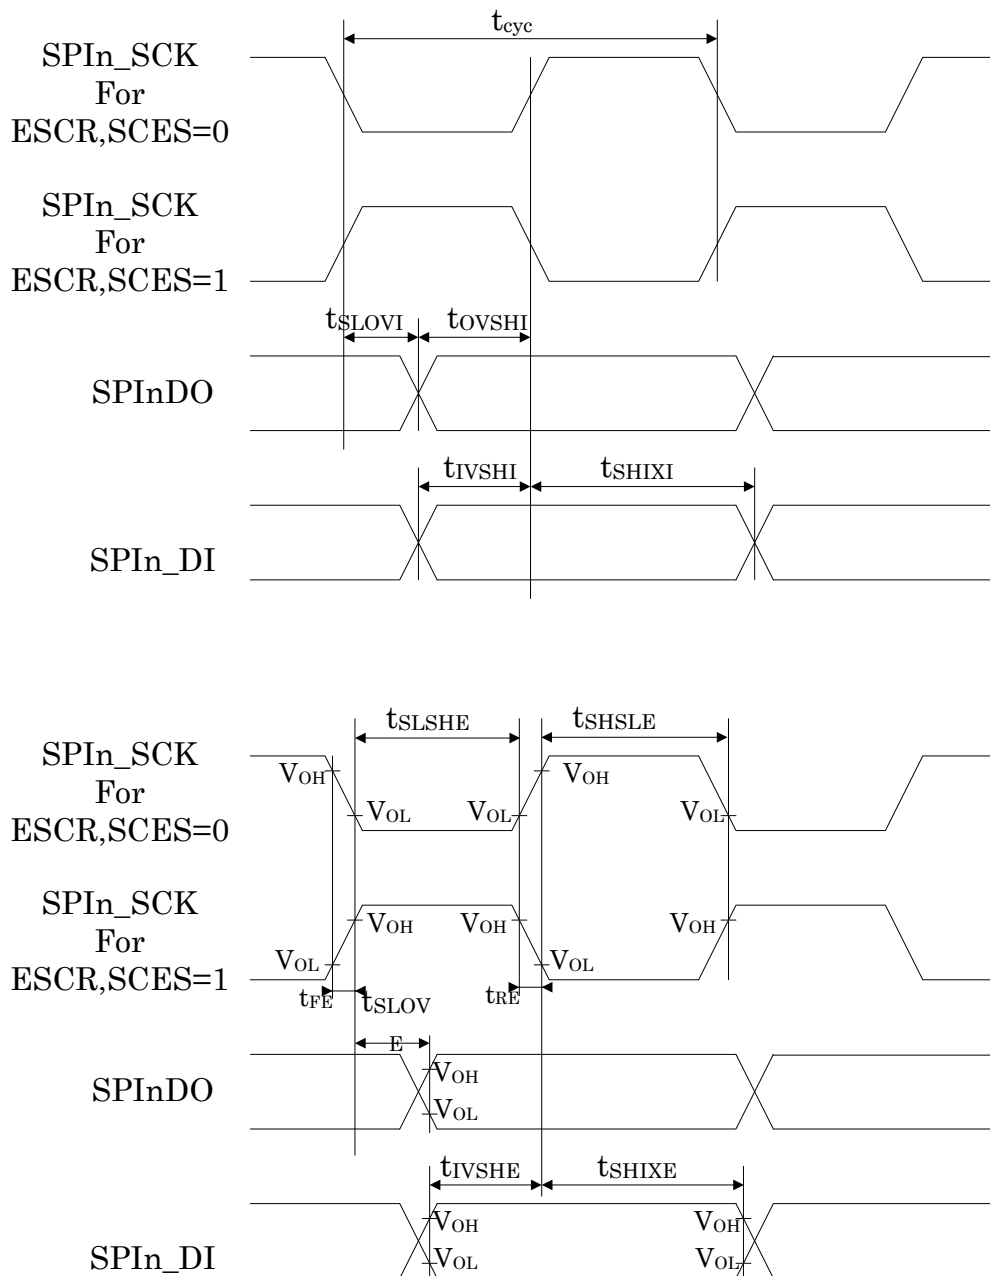 tcyc
SPIn_SCK
For
ESCR,SCES=0
SPIn_SCK
For
ESCR,SCES=1
tSLOVI tOVSHI
SPInDO
tIVSHI tSHIXI
SPIn_DI
tSLSHE tSHSLE
SPIn_SCK
For
ESCR,SCES=0
VOH VOH
VOL VOL VOL
SPIn_SCK
For
ESCR,SCES=1
VOH VOH VOH
VOL VOL
tFE tSLOV tRE
E
SPInDO
VOH
VOL
tIVSHE tSHIXE
VOH VOH
SPIn_DI
VOL VOL